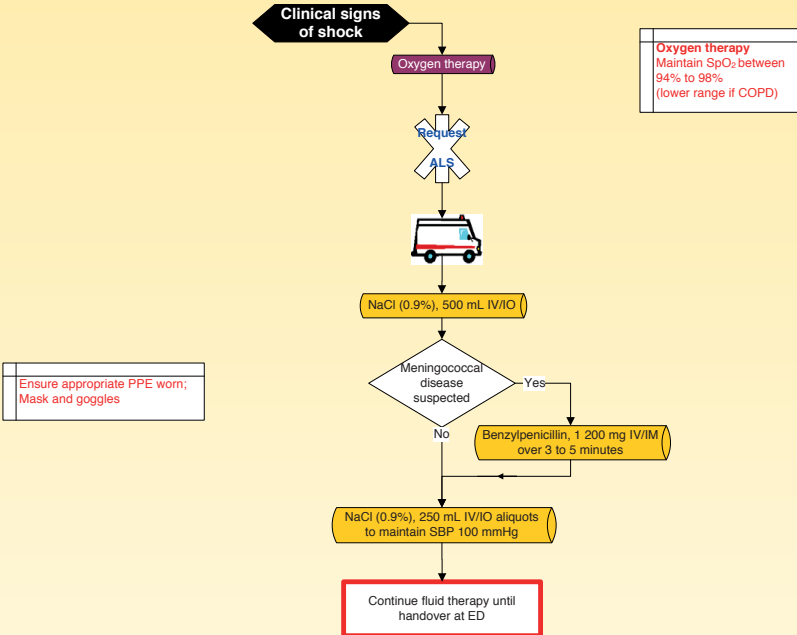 Clinical signs
of shock
Oxygen therapy
Oxygen therapy
Maintain SpO₂ between
94% to 98%
(lower range if COPD)
Request
ALS
NaCl (0.9%), 500 mL IV/IO
Meningococcal
disease
suspected
Yes
No
Ensure appropriate PPE worn;
Mask and goggles
Benzylpenicillin, 1 200 mg IV/IM
over 3 to 5 minutes
NaCl (0.9%), 250 mL IV/IO aliquots
to maintain SBP 100 mmHg
Continue fluid therapy until
handover at ED